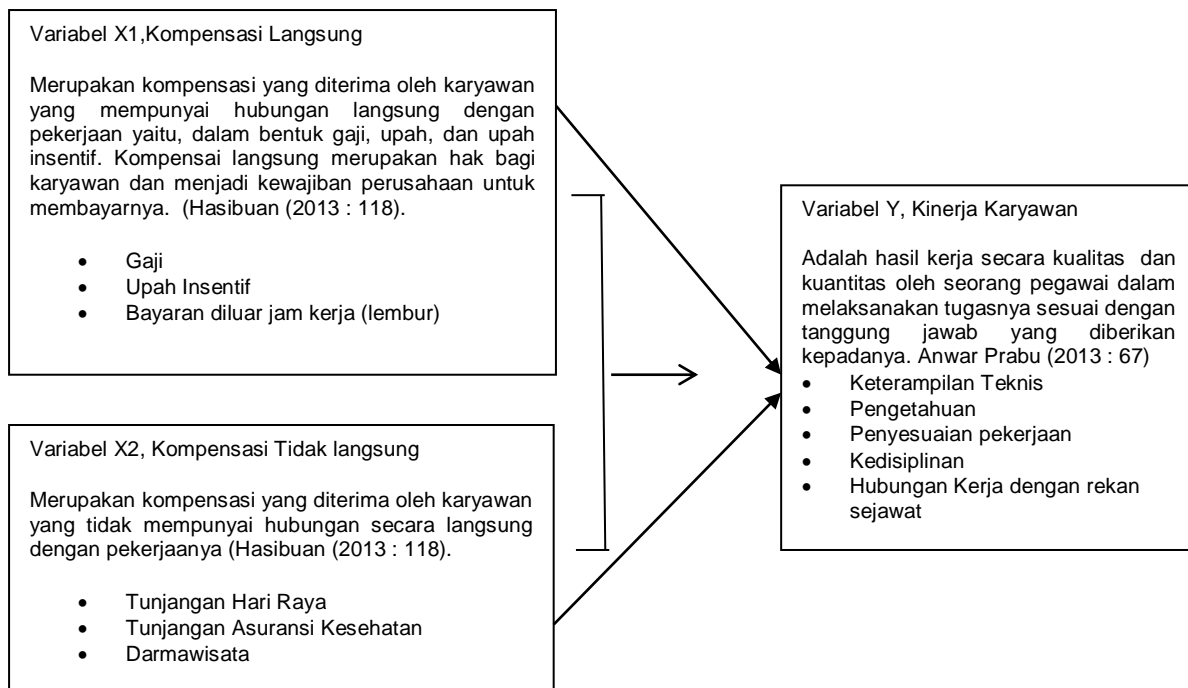 Variabel X1,Kompensasi Langsung
Merupakan kompensasi yang diterima oleh karyawan
yang mempunyai hubungan langsung dengan
pekerjaan yaitu, dalam bentuk gaji, upah, dan upah
insentif. Kompensai langsung merupakan hak bagi
karyawan dan menjadi kewajiban perusahaan untuk
membayarnya. (Hasibuan (2013 : 118).
• Gaji
• Upah Insentif
• Bayaran diluar jam kerja (lembur)
Variabel X2, Kompensasi Tidak langsung
Merupakan kompensasi yang diterima oleh karyawan
yang tidak mempunyai hubungan secara langsung
dengan pekerjaanya (Hasibuan (2013 : 118).
• Tunjangan Hari Raya
• Tunjangan Asuransi Kesehatan
• Darmawisata
Variabel Y, Kinerja Karyawan
Adalah hasil kerja secara kualitas dan
kuantitas oleh seorang pegawai dalam
melaksanakan tugasnya sesuai dengan
tanggung jawab yang diberikan
kepadanya. Anwar Prabu (2013 : 67)
• Keterampilan Teknis
• Pengetahuan
• Penyesuaian pekerjaan
• Kedisiplinan
• Hubungan Kerja dengan rekan
sejawat